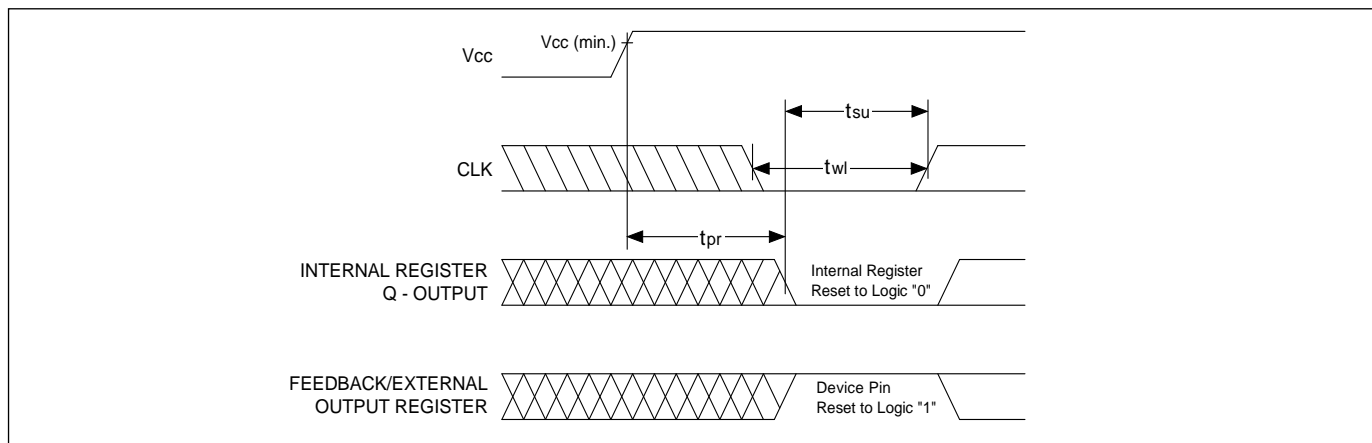 Vcc
Vcc (min.)
tsu
CLK
twl
tpr
INTERNAL REGISTER
Q - OUTPUT
Internal Register
Reset to Logic "0"
FEEDBACK/EXTERNAL
OUTPUT REGISTER
Device Pin
Reset to Logic "1"